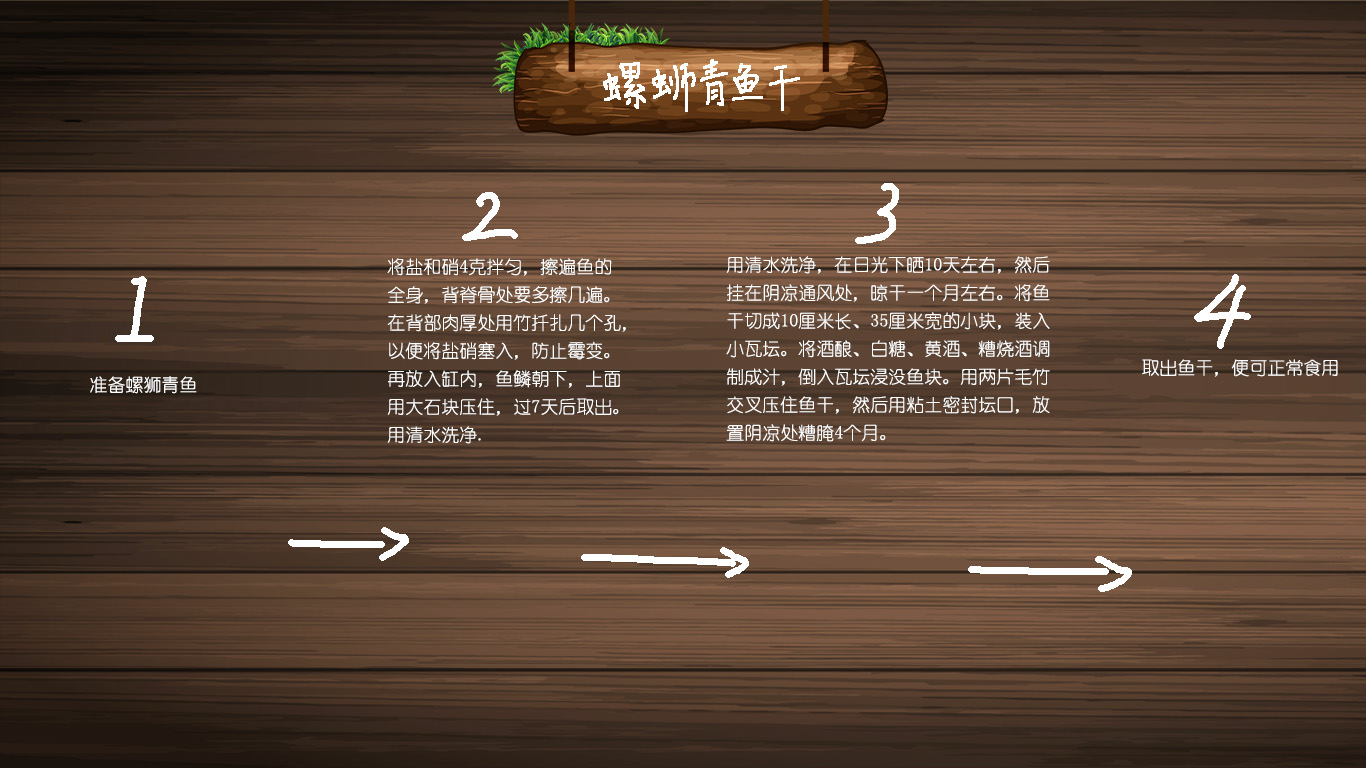 螺蛳青鱼干
1
准备螺狮青鱼
2
将盐和硝4克拌匀，擦遍鱼的
全身，背脊骨处要多擦几遍。
在背部肉厚处用竹扦扎几个孔，
以便将盐硝塞入，防止霉变。
再放入缸内，鱼鳞朝下，上面
用大石块压住，过7天后取出。
用清水洗净.
3
用清水洗净，在日光下晒10天左右，然后
挂在阴凉通风处，晾干一个月左右。将鱼
干切成10厘米长、35厘米宽的小块，装入
小瓦坛。将酒酿、白糖、黄酒、糟烧酒调
制成汁，倒入瓦坛浸没鱼块。用两片毛竹
交叉压住鱼干，然后用粘土密封坛口，放
置阴凉处糟腌4个月。
4
取出鱼干，便可正常食用